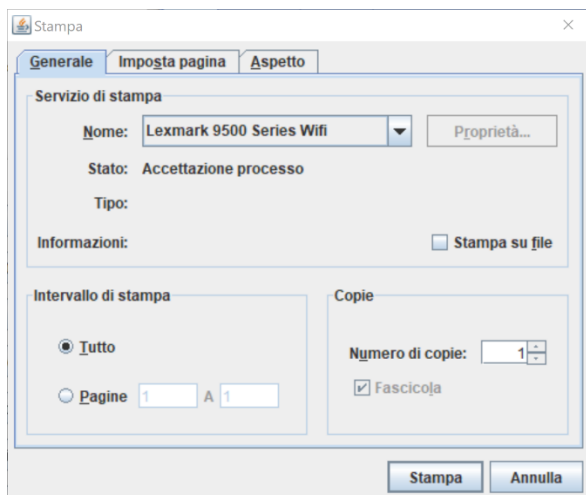 Stampa
Generale Imposta pagina Aspetto
Servizio di stampa
Nome: Lexmark 9500 Series Wifi Proprietà...
Stato: Accettazione processo
Tipo:
Informazioni: Stampa su file
Intervallo di stampa Copie
Tutto Numero di copie: 1
Pagine 1 A 1 Fascicola
Stampa Annulla